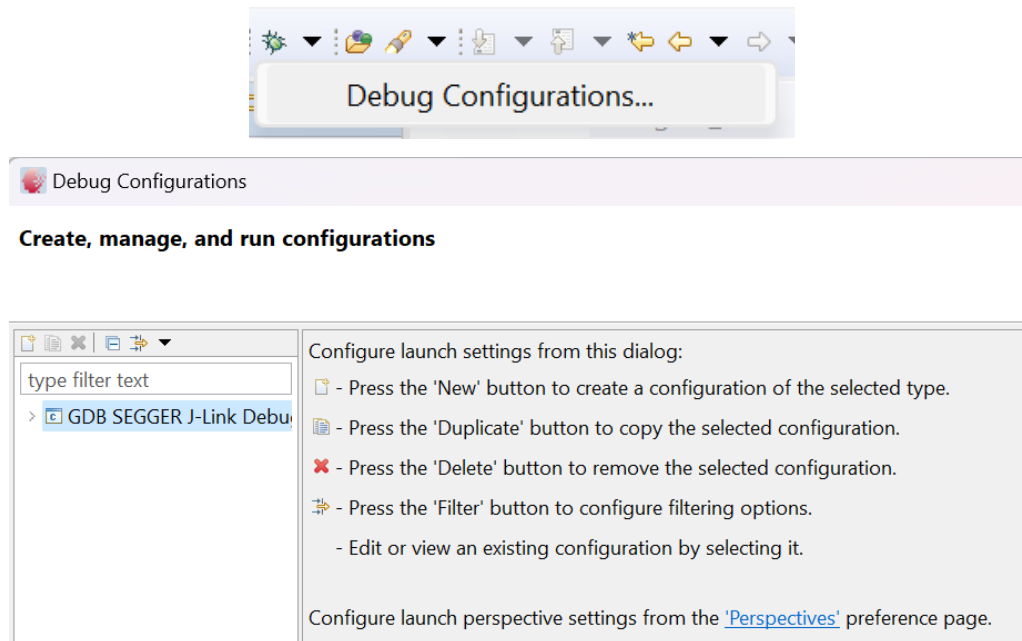 Debug Configurations...
Debug Configurations
Create, manage, and run configurations
type filter text
GDB SEGGER J-Link Debu
Configure launch settings from this dialog:
- Press the 'New' button to create a configuration of the selected type.
- Press the 'Duplicate' button to copy the selected configuration.
- Press the 'Delete' button to remove the selected configuration.
- Press the 'Filter' button to configure filtering options.
- Edit or view an existing configuration by selecting it.
Configure launch perspective settings from the 'Perspectives' preference page.